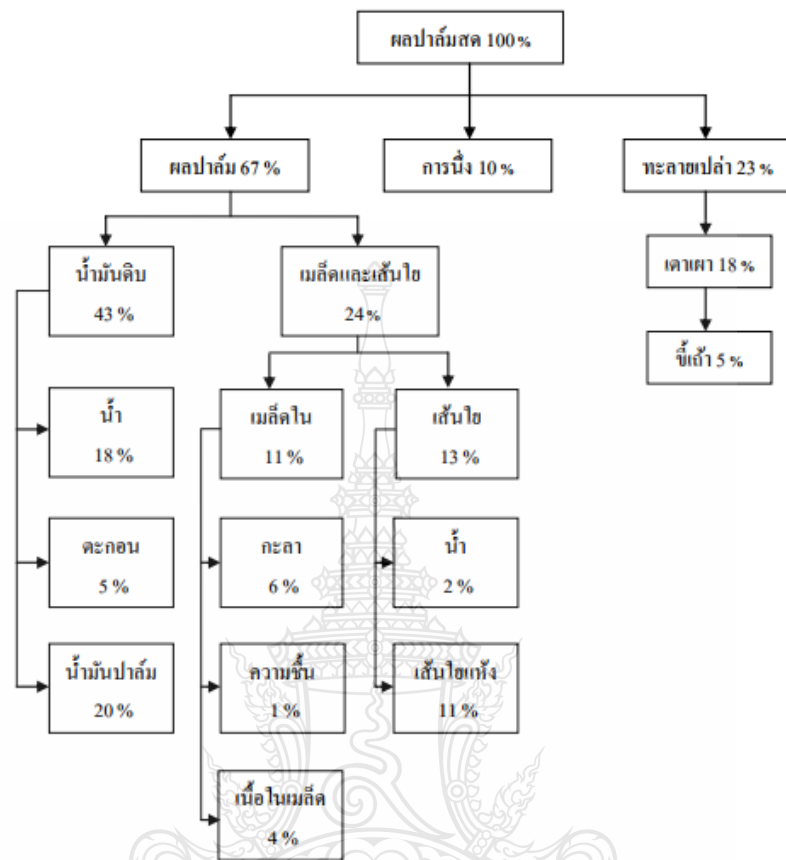 ผลปาล์มสด 100 %
ผลปาล์ม 67 %
การนึ่ง 10 %
ทะลายเปล่า 23 %
น้ำมันดิบ
43 %
เมล็ดและเส้นใย
24 %
เตาเผา 18 %
ขี้เถ้า 5 %
น้ำ
18 %
เมล็ดใน
11 %
เส้นใย
13 %
ตะกอน
5 %
กะลา
6 %
น้ำ
2 %
น้ำมันปาล์ม
20 %
ความชื้น
1 %
เส้นใยแห้ง
11 %
เนื้อในเมล็ด
4 %